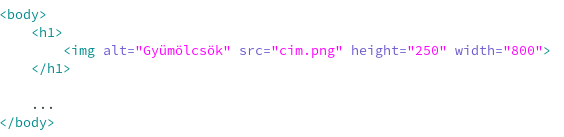 <body>
<h1>
<img alt="Gyümölcsök" src="cim.png" height="250" width="800">
</h1>
...
</body>